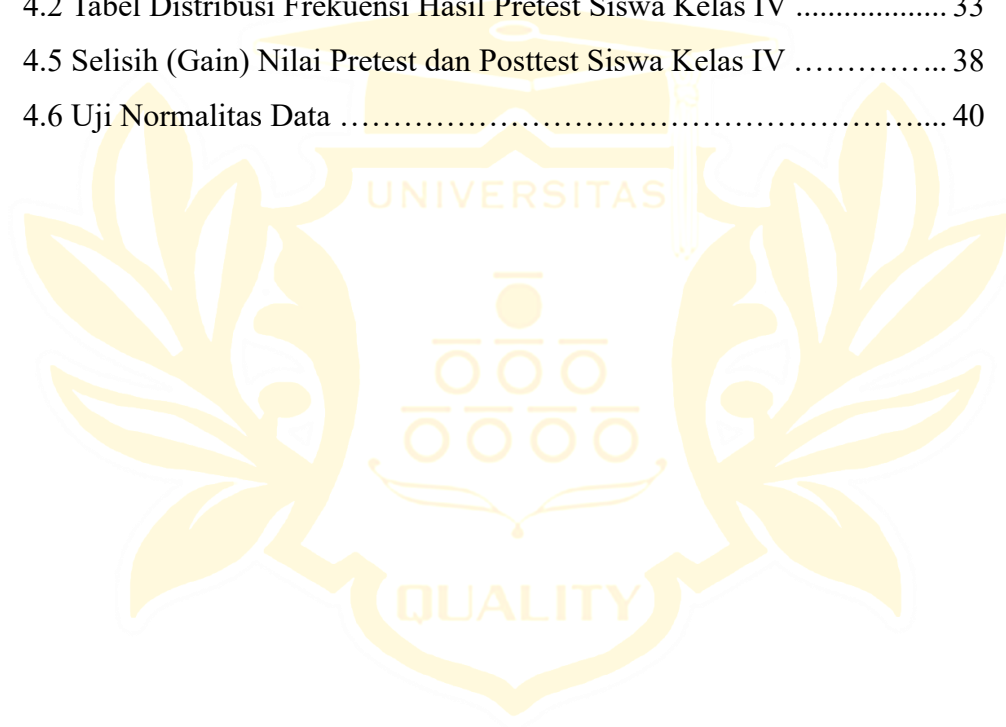 4.2 Tabel Distribusi Frekuensi Hasil Pretest Siswa Kelas IV ................... 33
4.5 Selisih (Gain) Nilai Pretest dan Posttest Siswa Kelas IV ………….. 38
4.6 Uji Normalitas Data ……………………………………………….... 40
UNIVERSITAS
QUALITY